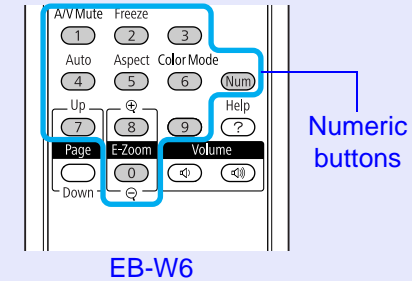 A/V Mute Freeze
1 2 3
Auto Aspect Color Mode
4 5 6 Num
Up Help
7 8 9 ?
Numeric
buttons
Page E-Zoom Volume
0
Down
EB-W6